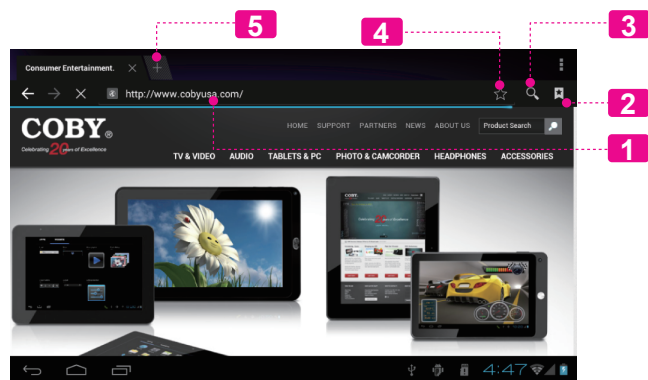 5
4
3
Consumer Entertainment.
http://www.cobyusa.com/
2
COBY®
Celebrating 20 years of Excellence
HOME SUPPORT PARTNERS NEWS ABOUT US Product Search
1
TV & VIDEO AUDIO TABLETS & PC PHOTO & CAMCORDER HEADPHONES ACCESSORIES
4:47